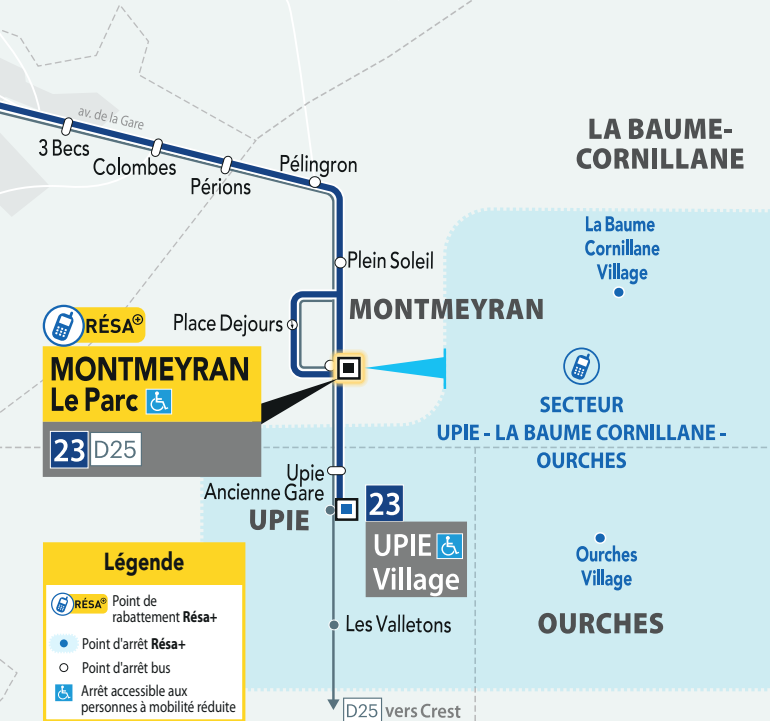 av. de la Gare
3 Becs
Colombes
Périons
Pélingron
LA BAUME-
CORNILLANE
La Baume
Cornillane
Village
Plein Soleil
MONTMEYRAN
Place Dejours
RÉSA+
MONTMEYRAN
Le Parc
23 D25
SECTEUR
UPIE - LA BAUME CORNILLANE -
OURCHES
Upie
Ancienne Gare
UPIE
23
UPIE
Village
Ourches
Village
OURCHES
Les Valletons
D25 vers Crest
Légende
RÉSA+ Point de
rabattement Résa+
Point d'arrêt Résa+
Point d'arrêt bus
Arrêt accessible aux
personnes à mobilité réduite